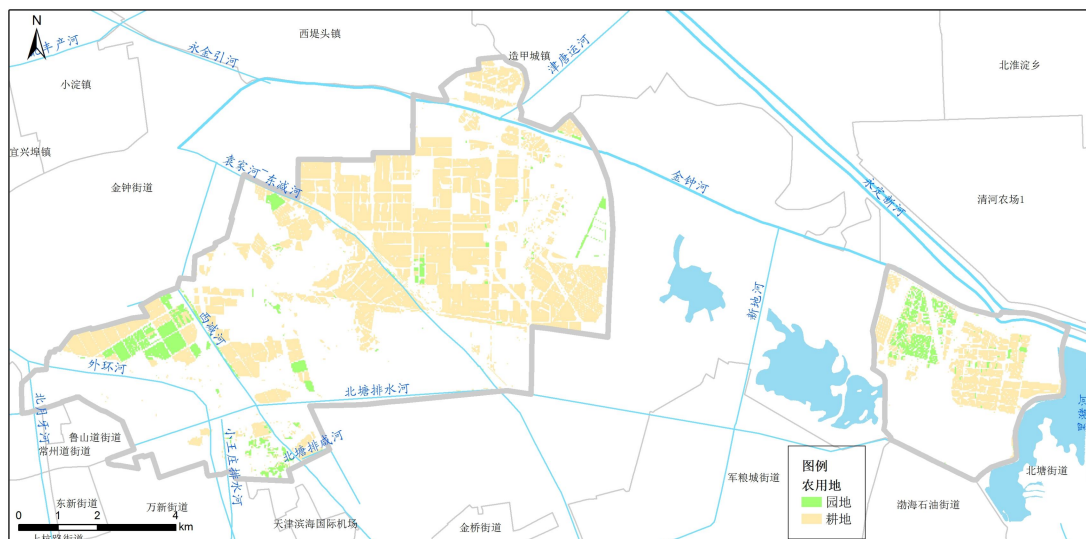 N
西堤头镇
造甲城镇
津唐运河
丰产河
永金引河
北淮淀乡
小淀镇
宜兴埠镇
袁家河-东减河
金钟街道
金钟河
永定新河
清河农场1
新地河
西减河
外环河
北塘排水河
北月牙河
鲁山道街道
常州道街道
小王庄排水河
北塘排咸河
东新街道
万新街道
天津滨海国际机场
金桥街道
军粮城街道
渤海石油街道
北塘街道
黑潴河
图例
农用地
园地
耕地
0 1 2 4
km